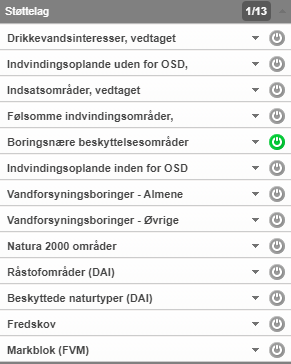 Støttelag 1/13
Drikkevandsinteresser, vedtaget
Indvindingsoplande uden for OSD,
Indsatsområder, vedtaget
Følsomme indvindingsområder,
Boringsnære beskyttelsesområder
Indvindingsoplande inden for OSD
Vandforsyningsboringer - Almene
Vandforsyningsboringer - Øvrige
Natura 2000 områder
Råstofområder (DAI)
Beskyttede naturtyper (DAI)
Fredskov
Markblok (FVM)